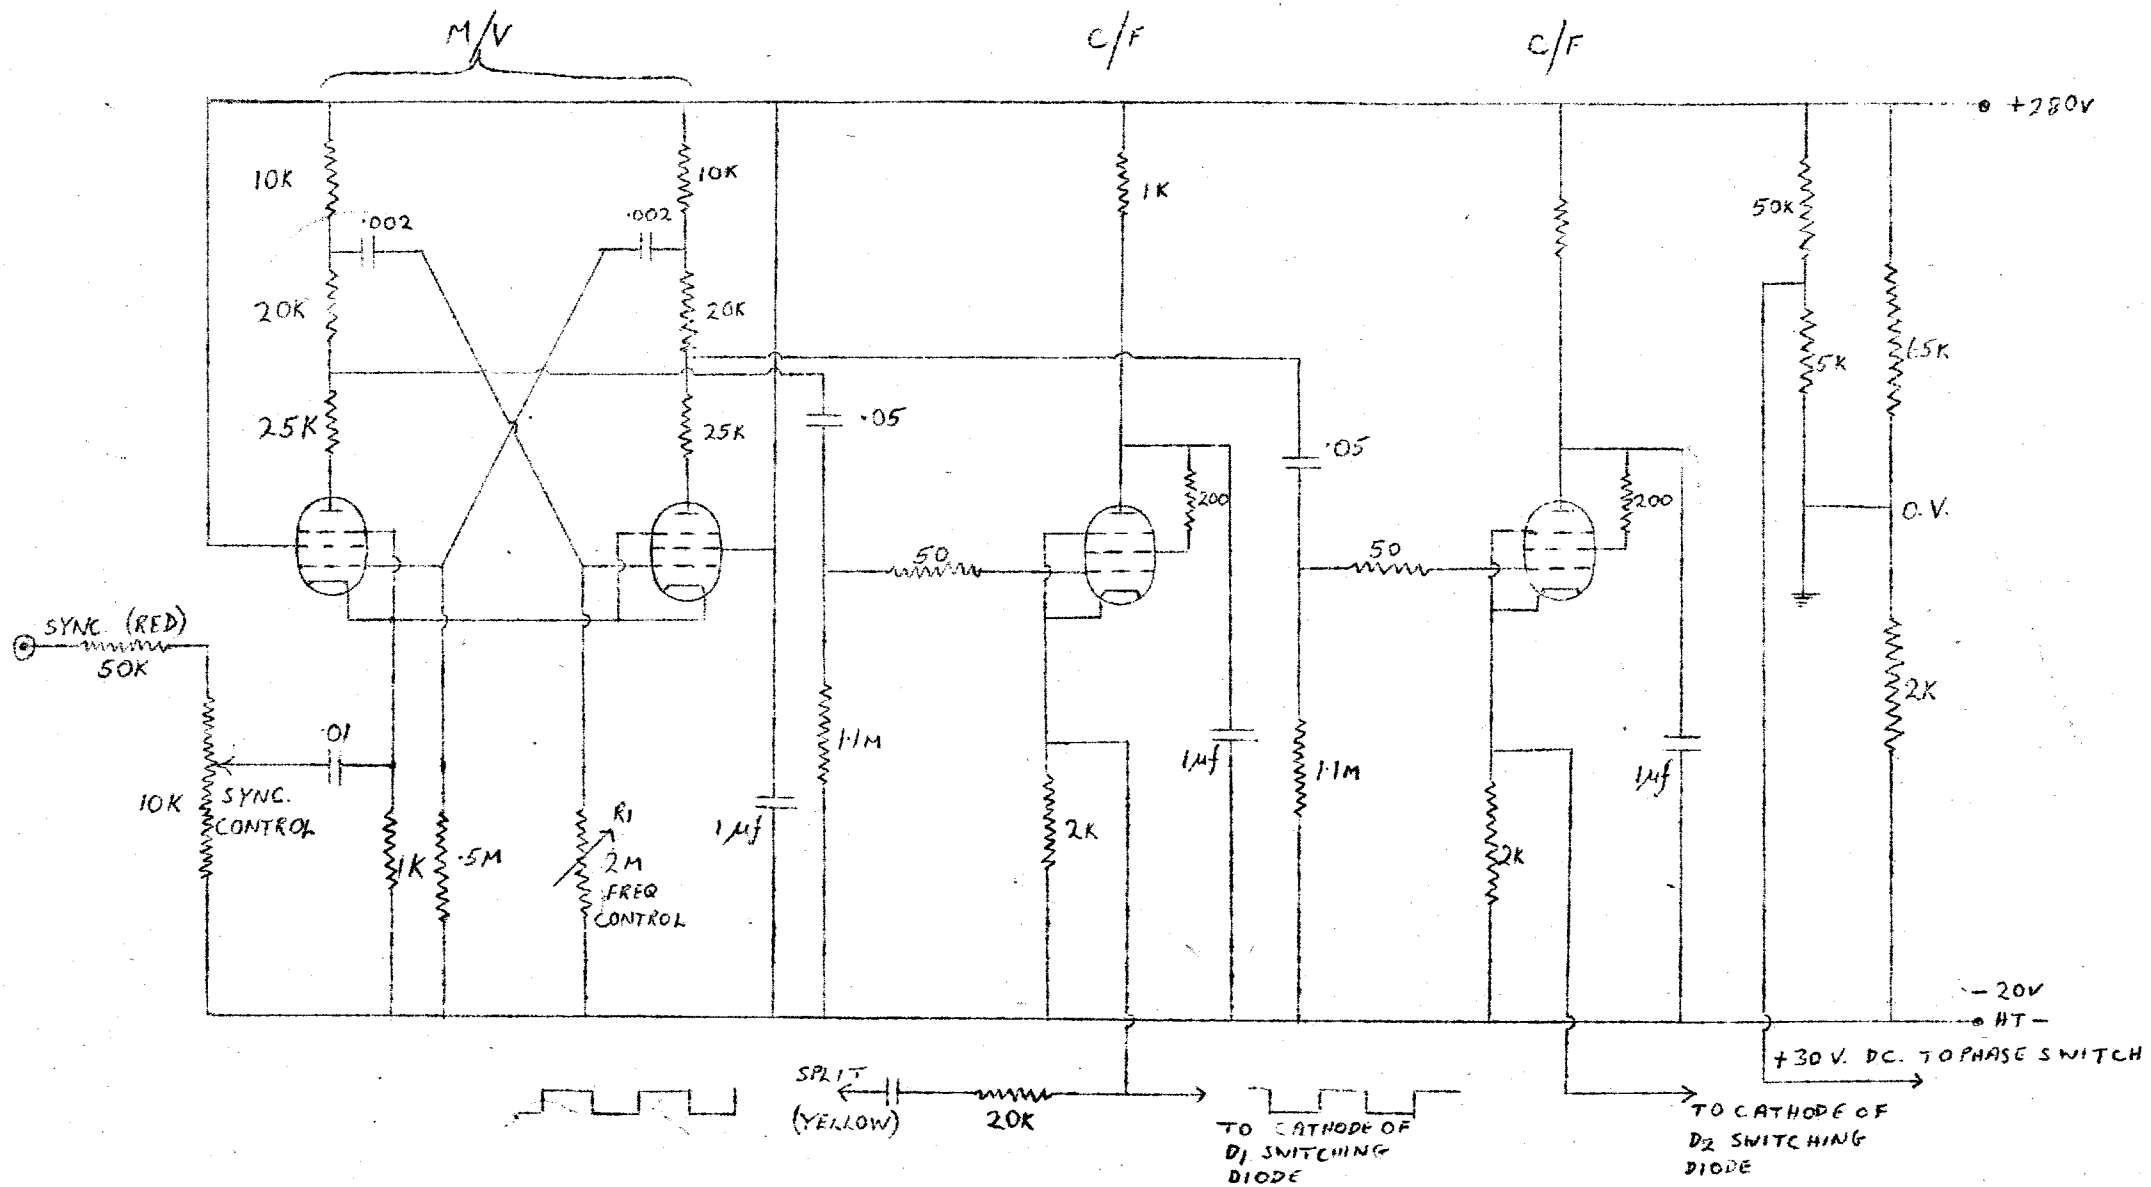 M/V
C/F
C/F
+280V
10K
10K
.002
.002
1K
50K
20K
20K
5K
25K
25K
.05
.05
200
200
0.V.
50
50
SYNC. (RED)
50K
2K
.01
10K
SYNC.
CONTROL
1.1M
1µf
1.1M
1µf
1µf
R1
2M
FREQ
CONTROL
1K
.5M
2K
2K
- 20V
HT -
+30 V. DC. TO PHASE SWITCH
SPLIT
(YELLOW)
20K
TO CATHODE OF
D1 SWITCHING
DIODE
TO CATHODE OF
D2 SWITCHING
DIODE